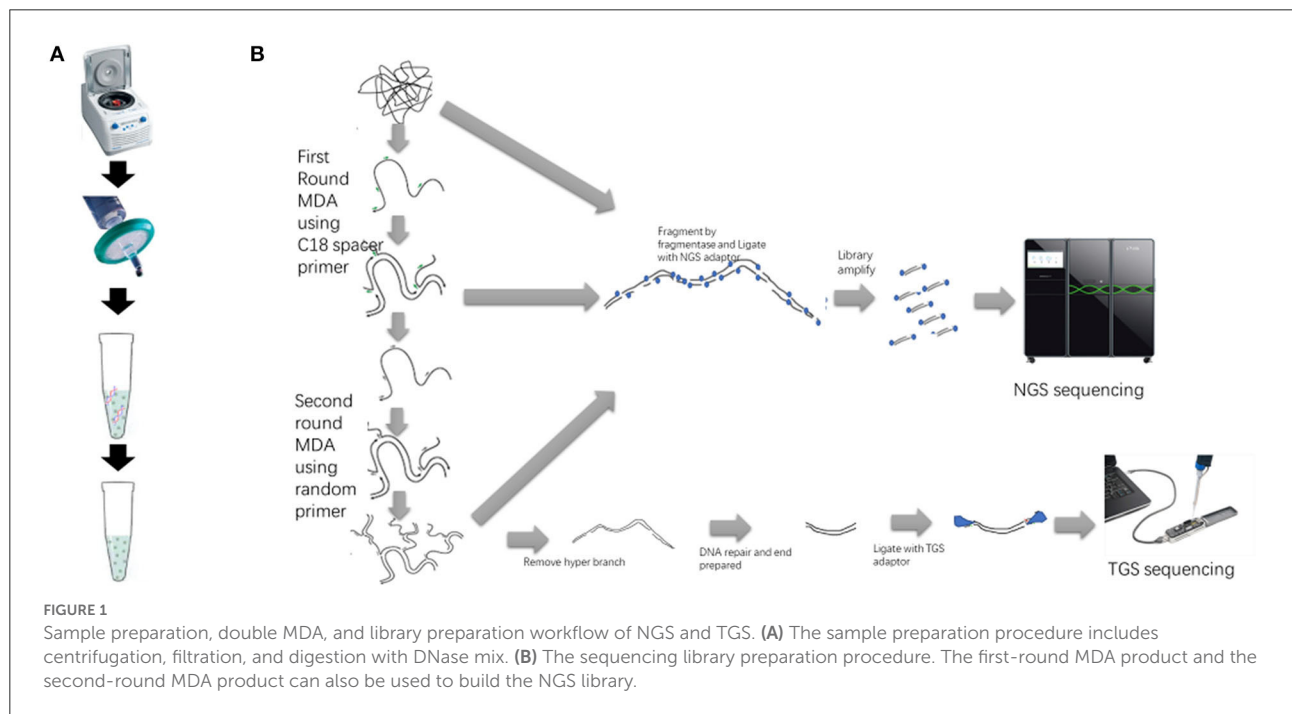 A
B
First
Round
MDA
using
C18 spacer
primer
Second
round
MDA
using
random
primer
Fragment by
fragmentase and Ligate
with NGS adaptor
Library
amplify
NGS sequencing
Remove hyper branch
DNA repair and end
prepared
Ligate with TGS
adaptor
TGS sequencing
FIGURE 1
Sample preparation, double MDA, and library preparation workflow of NGS and TGS. (A) The sample preparation procedure includes
centrifugation, filtration, and digestion with DNase mix. (B) The sequencing library preparation procedure. The first-round MDA product and the
second-round MDA product can also be used to build the NGS library.